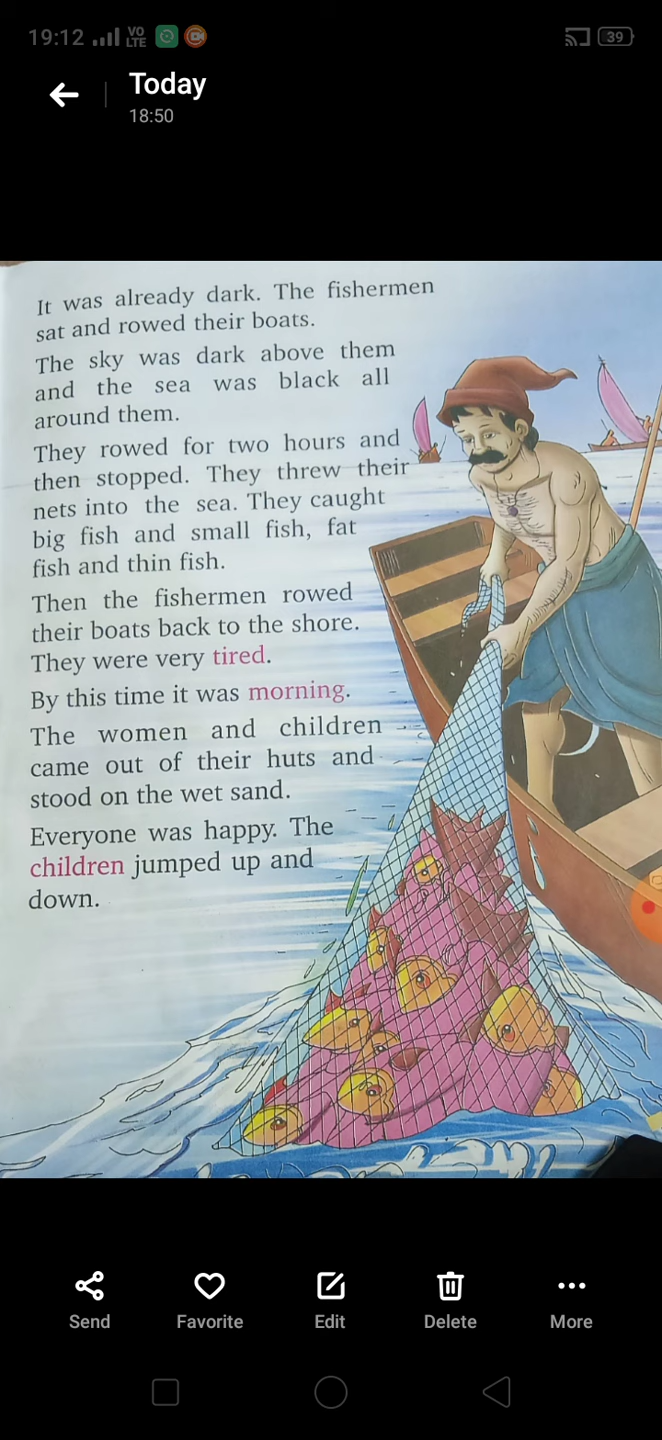 19:12
VO
LTE
39
Today
18:50
It was already dark. The fishermen
sat and rowed their boats.
The sky was dark above them
and the sea was black all
around them.
They rowed for two hours and
then stopped. They threw their
nets into the sea. They caught
big fish and small fish, fat
fish and thin fish.
Then the fishermen rowed
their boats back to the shore.
They were very tired.
By this time it was morning.
The women and children
came out of their huts and
stood on the wet sand.
Everyone was happy. The
children jumped up and
down.
Send
Favorite
Edit
Delete
More